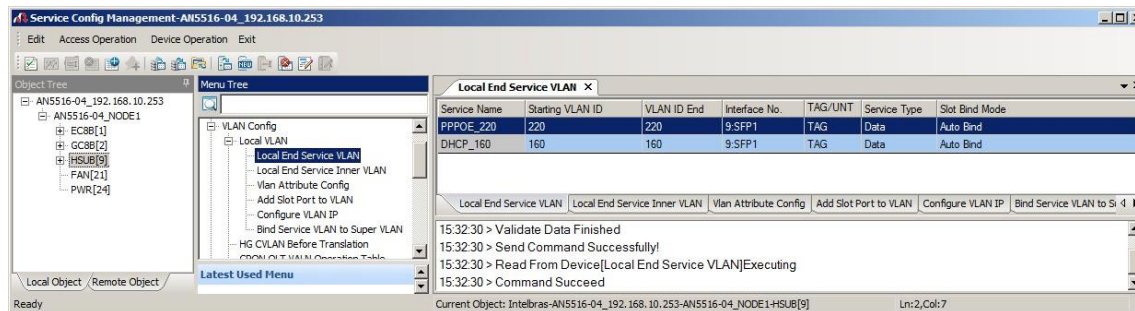 Service Config Management-AN5516-04_192.168.10.253
Edit Access Operation Device Operation Exit
Object Tree
AN5516-04_192.168.10.253
AN5516-04_NODE1
EC8B[1]
GC8B[2]
HSUB[9]
FAN[21]
PWR[24]
Local Object Remote Object
Menu Tree
VLAN Config
Local VLAN
Local End Service VLAN
Local End Service Inner VLAN
Vlan Attribute Config
Add Slot Port to VLAN
Configure VLAN IP
Bind Service VLAN to Super VLAN
HG CVLAN Before Translation
Latest Used Menu
Local End Service VLAN X
Service Name Starting VLAN ID VLAN ID End Interface No. TAG/UNT Service Type Slot Bind Mode
PPPOE_220 220 220 9:SFP1 TAG Data Auto Bind
DHCP_160 160 160 9:SFP1 TAG Data Auto Bind
Local End Service VLAN Local End Service Inner VLAN Vlan Attribute Config Add Slot Port to VLAN Configure VLAN IP Bind Service VLAN to
15:32:30 > Validate Data Finished
15:32:30 > Send Command Successfully!
15:32:30 > Read From Device[Local End Service VLAN]Executing
15:32:30 > Command Succeed
Ready
Current Object: Intelbras-AN5516-04_192.168.10.253-AN5516-04_NODE1-HSUB[9] Ln:2,Col:7